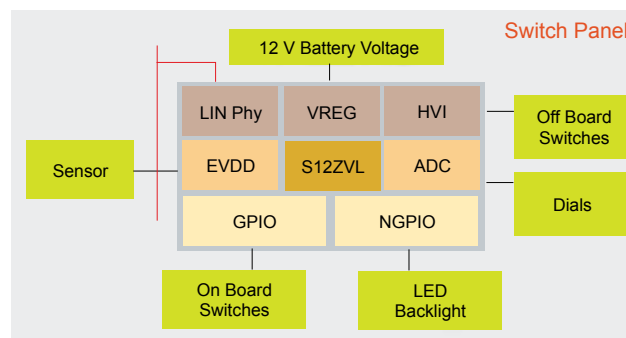 Switch Panel
12 V Battery Voltage
LIN Phy
VREG
HVI
Off Board
Switches
Sensor
EVDD
S12ZVL
ADC
Dials
GPIO
NGPIO
On Board
Switches
LED
Backlight